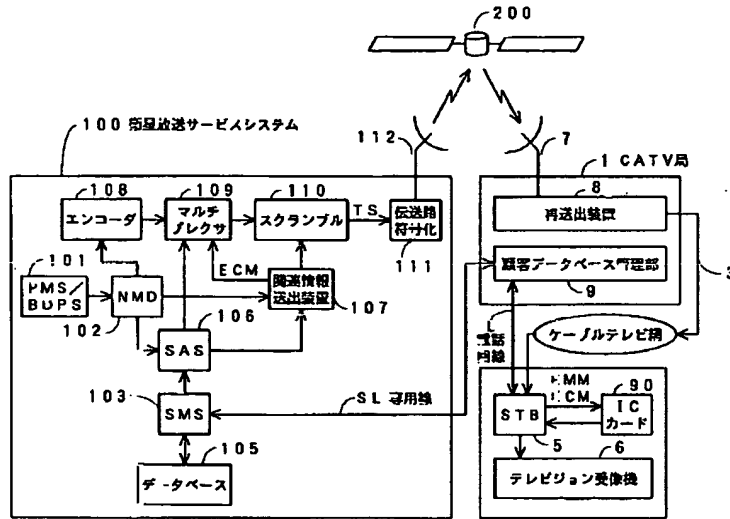 200
100 衛星放送サービスシステム
112
7
1 CATV局
108
109
110
エンコーダ
マルチ
プレクサ
スクランブル
TS
伝送路
符号化
111
8
再送出装置
3
顧客データベース管理部
9
101
PMS/
BOPS
NMD
102
ECM
関連情報
送出装置
107
106
SAS
L
電話
回線
ケーブルテレビ網
103
SMS
SL 専用線
EMM
ECM
90
STB
5
IC
カード
6
テレビジョン受像機
105
データベース